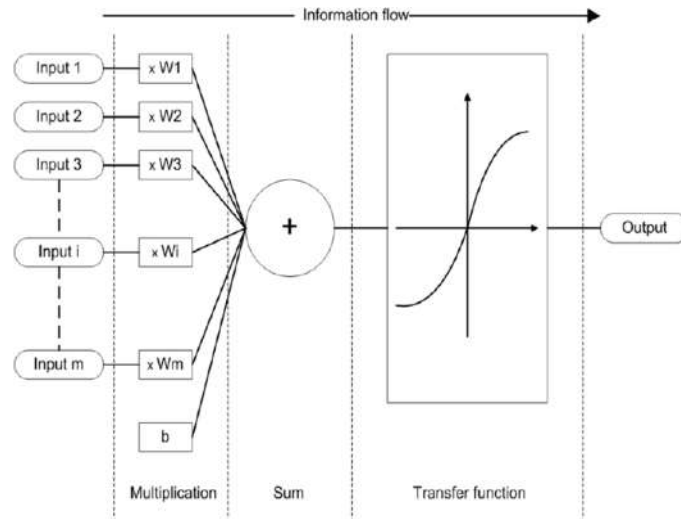 Information flow
Input 1
x W1
Input 2
x W2
Input 3
x W3
Input i
x Wi
Input m
x Wm
b
+
Output
Multiplication
Sum
Transfer function